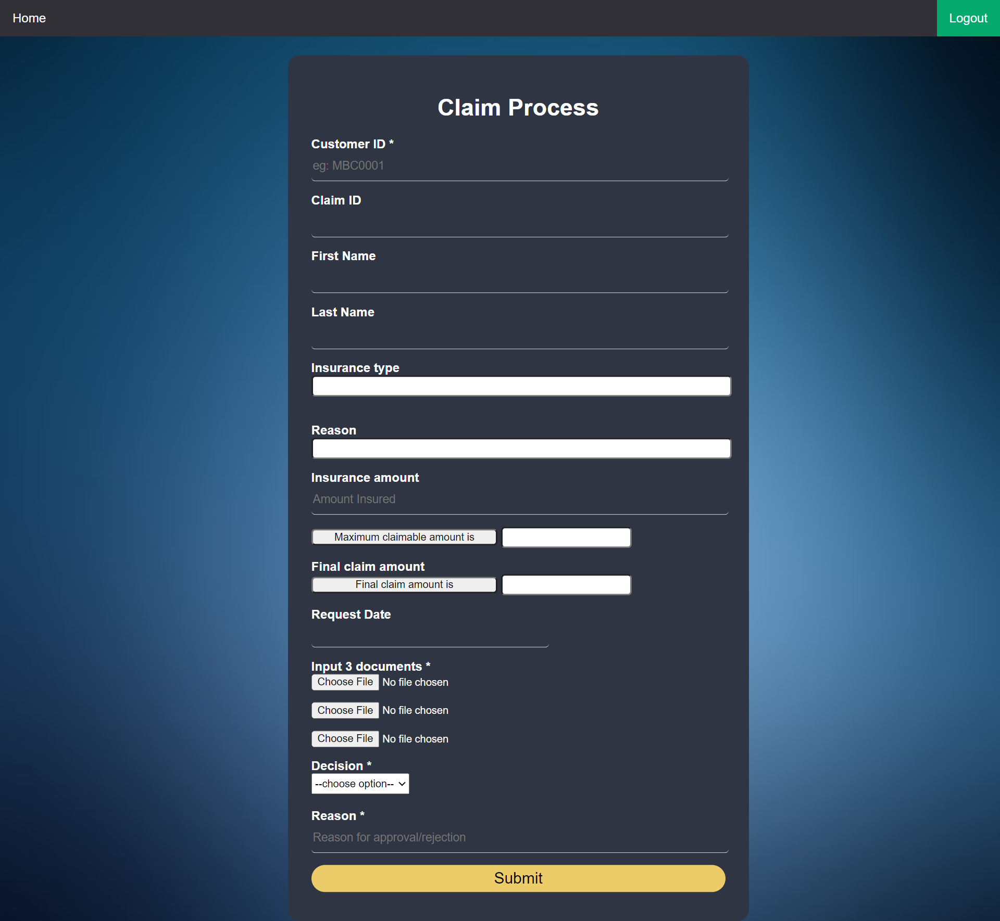 Home
Logout
Claim Process
Customer ID *
eg: MBC0001
Claim ID
First Name
Last Name
Insurance type
Reason
Insurance amount
Amount Insured
Maximum claimable amount is
Final claim amount
Final claim amount is
Request Date
Input 3 documents *
Choose File No file chosen
Choose File No file chosen
Choose File No file chosen
Decision *
--choose option--
Reason *
Reason for approval/rejection
Submit